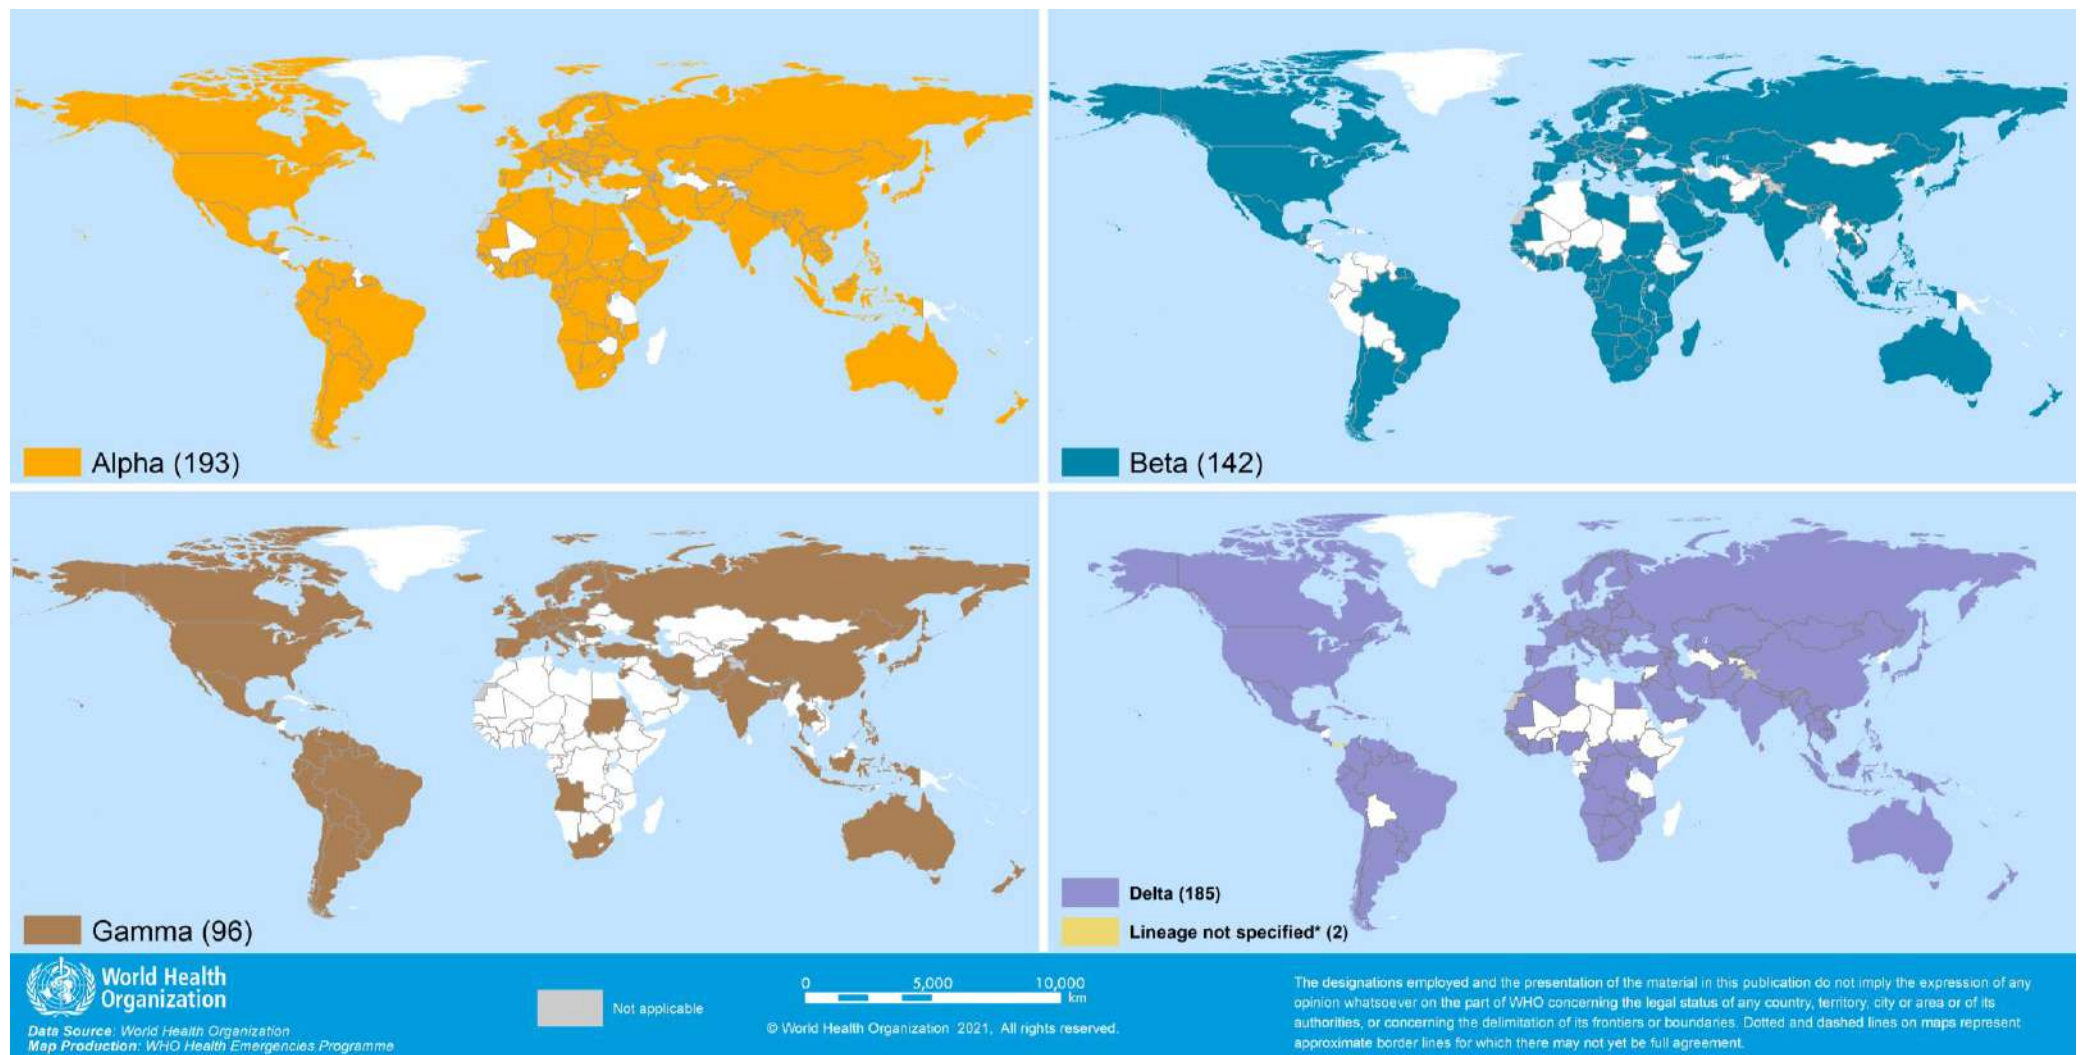 Alpha (193)
Beta (142)
Gamma (96)
Delta (185)
Lineage not specified* (2)
World Health
Organization
Data Source: World Health Organization
Map Production: WHO Health Emergencies Programme
Not applicable
0 5,000 10,000
km
© World Health Organization 2021, All rights reserved.
The designations employed and the presentation of the material in this publication do not imply the expression of any
opinion whatsoever on the part of WHO concerning the legal status of any country, territory, city or area or of its
authorities, or concerning the delimitation of its frontiers or boundaries. Dotted and dashed lines on maps represent
approximate border lines for which there may not yet be full agreement.